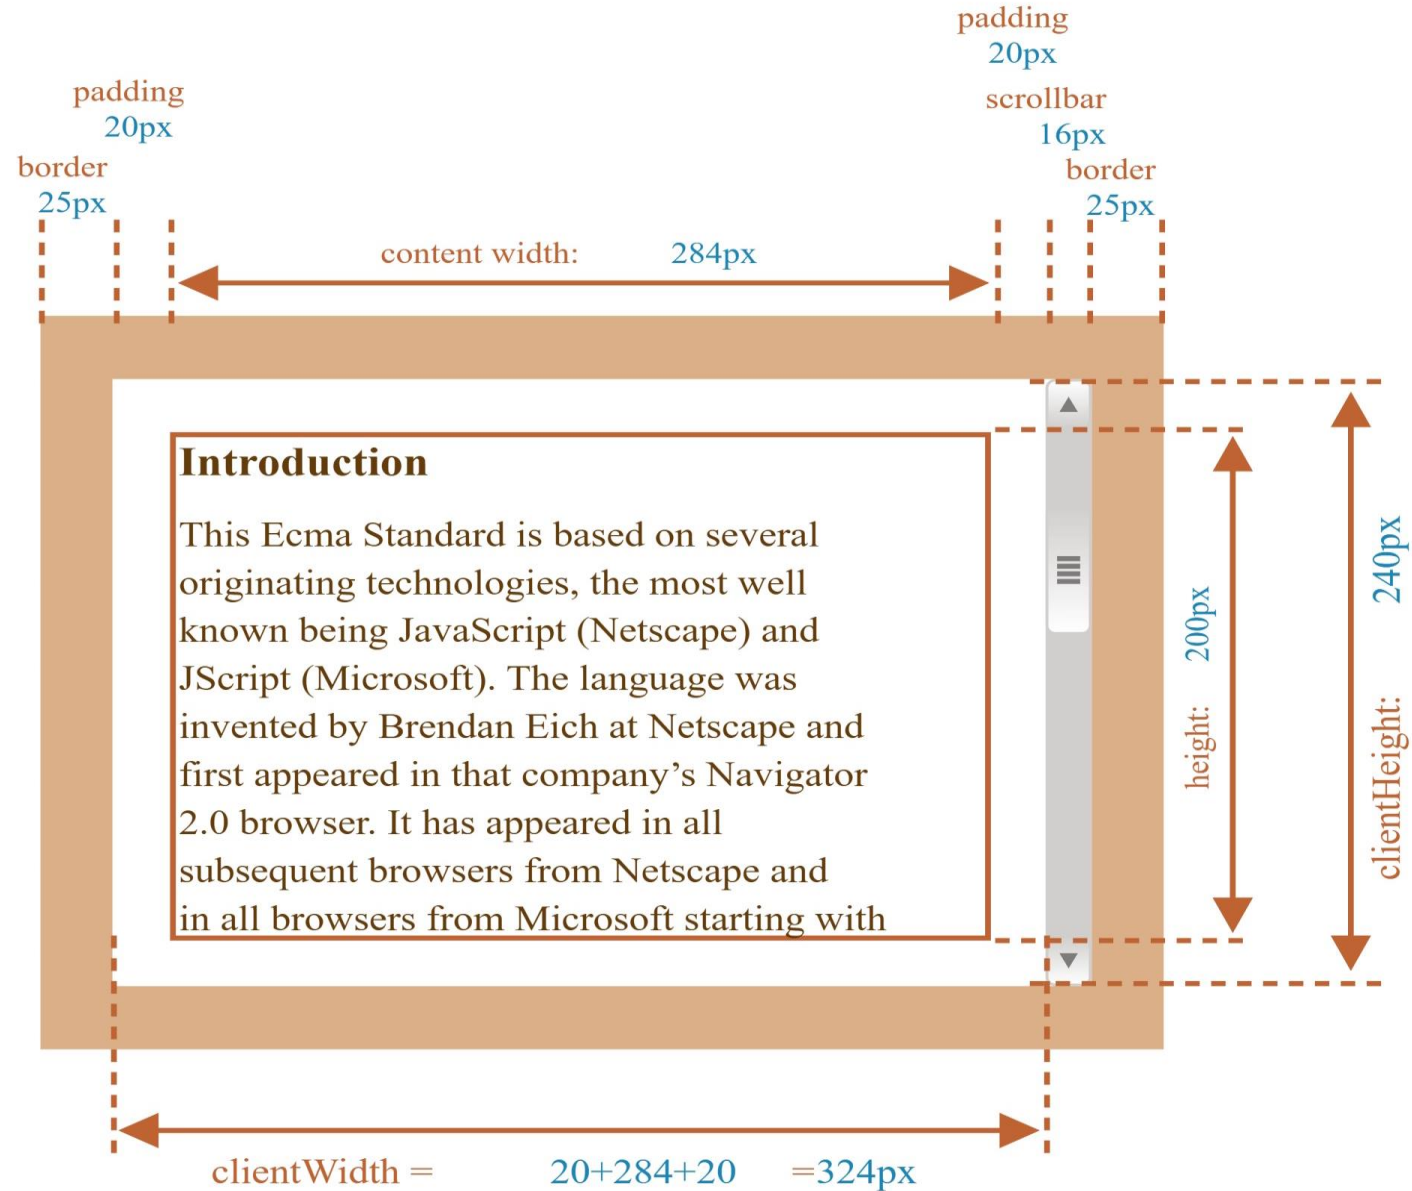 padding
20px
padding
20px
scrollbar
16px
border
25px
border
25px
content width: 284px
Introduction
This Ecma Standard is based on several
originating technologies, the most well
known being JavaScript (Netscape) and
JScript (Microsoft). The language was
invented by Brendan Eich at Netscape and
first appeared in that company’s Navigator
2.0 browser. It has appeared in all
subsequent browsers from Netscape and
in all browsers from Microsoft starting with
height: 200px
clientHeight: 240px
clientWidth = 20+284+20 =324px